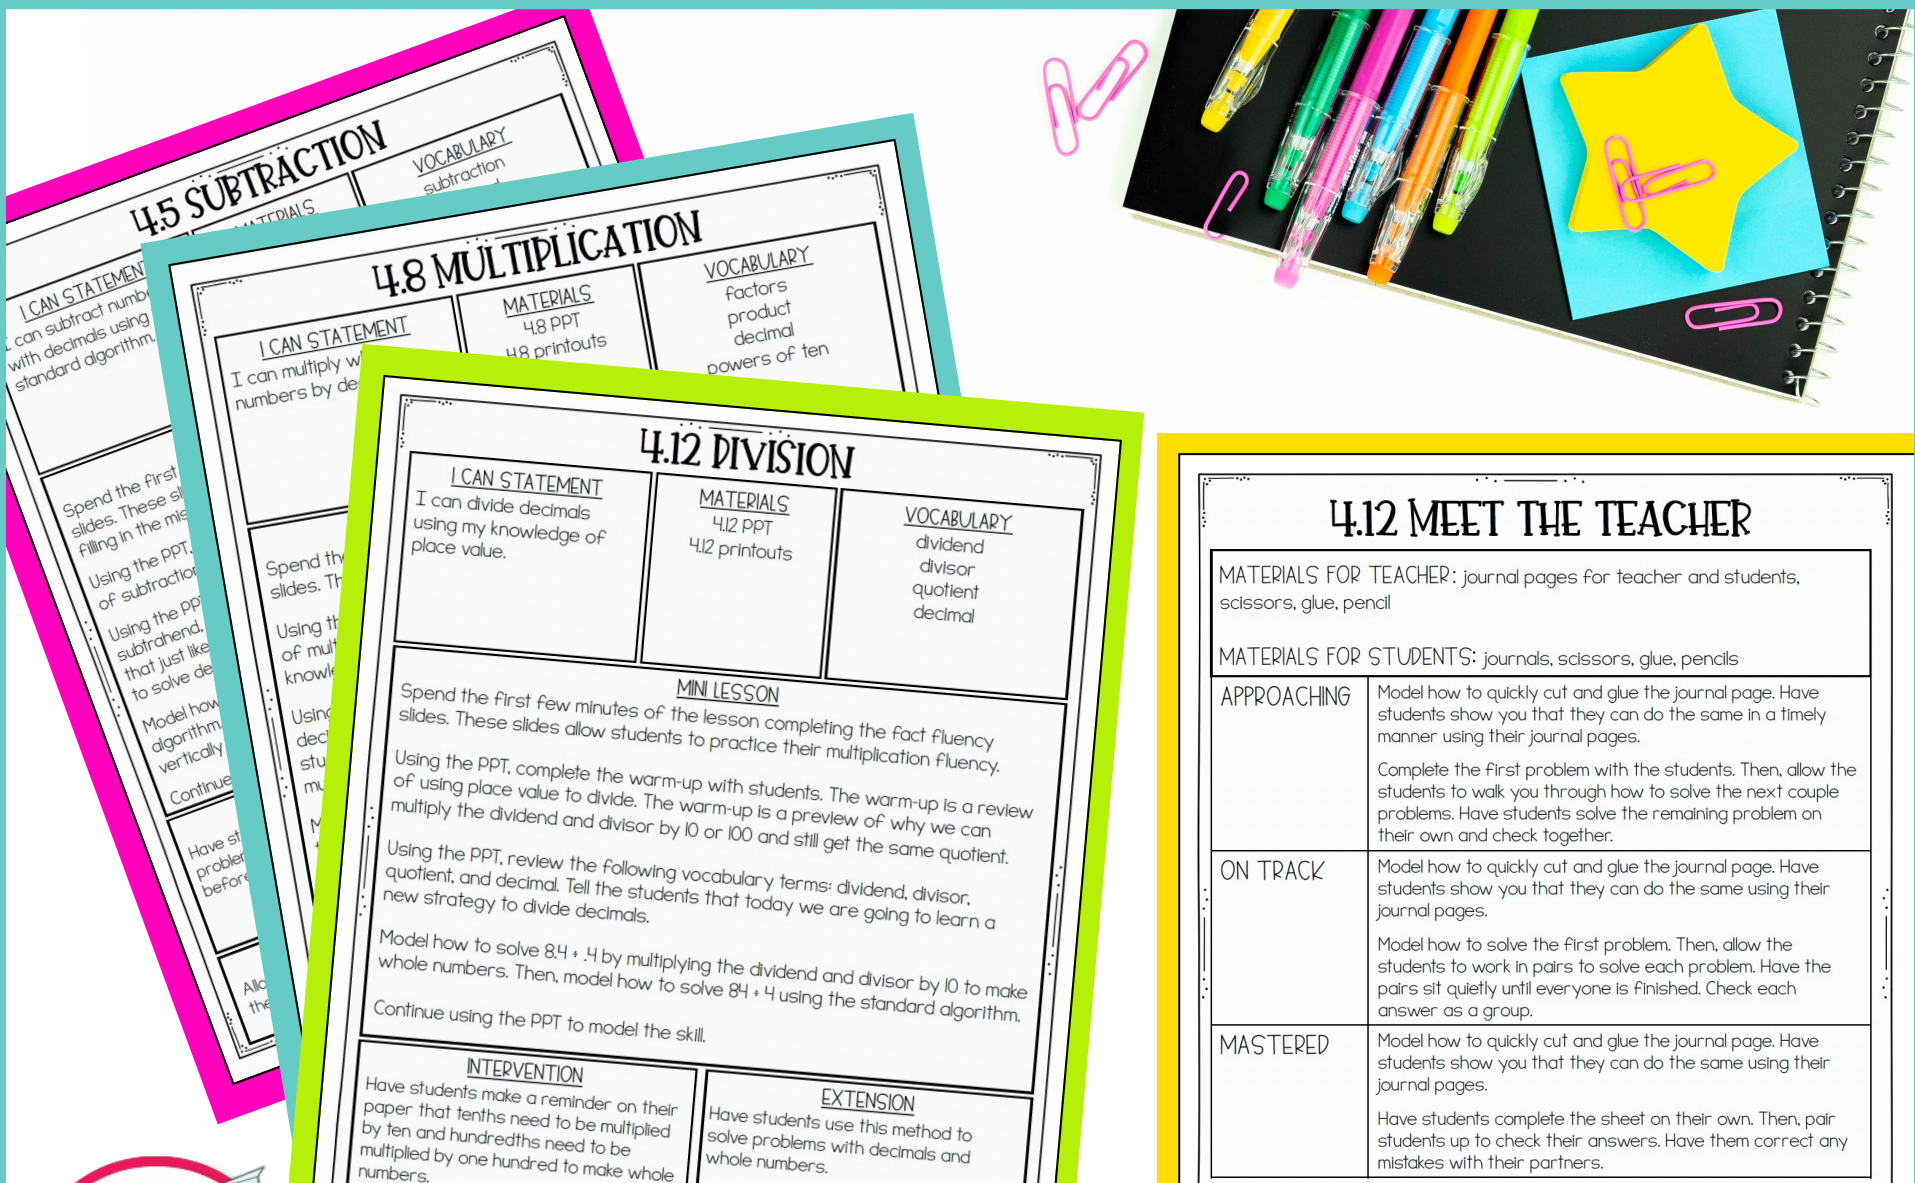 4.5 SUBTRACTION
I CAN STATEMENT
can subtract
with decimals using
standard algorithm.
MATERIALS
VOCABULARY
subtraction
Spend the first
slides. These
filling in the
Using the PPT,
of subtraction
Using the
subtrahend,
that just like
to solve
Model how
algorithm.
vertically
Continue
Have
before
the
4.8 MULTIPLICATION
I CAN STATEMENT
I can multiply
numbers by
MATERIALS
4.8 PPT
4.8 printouts
VOCABULARY
factors
product
decimal
powers of ten
Spend the
slides.
Using
of
Using
4.12 DIVISION
I CAN STATEMENT
I can divide decimals
using my knowledge of
place value.
MATERIALS
4.12 PPT
4.12 printouts
VOCABULARY
dividend
divisor
quotient
decimal
MINI LESSON
Spend the first few minutes of the lesson completing the fact fluency
slides. These slides allow students to practice their multiplication fluency.
Using the PPT, complete the warm-up with students. The warm-up is a review
of using place value to divide. The warm-up is a preview of why we can
multiply the dividend and divisor by 10 or 100 and still get the same quotient.
Using the PPT, review the following vocabulary terms: dividend, divisor,
quotient, and decimal. Tell the students that today we are going to learn a
new strategy to divide decimals.
Model how to solve 8.4 ÷ .4 by multiplying the dividend and divisor by 10 to make
whole numbers. Then, model how to solve 84 ÷ 4 using the standard algorithm.
Continue using the PPT to model the skill.
INTERVENTION
Have students make a reminder on their
paper that tenths need to be multiplied
by ten and hundredths need to be
multiplied by one hundred to make whole
numbers.
EXTENSION
Have students use this method to
solve problems with decimals and
whole numbers.
4.12 MEET THE TEACHER
MATERIALS FOR TEACHER: journal pages for teacher and students,
scissors, glue, pencil
MATERIALS FOR STUDENTS: journals, scissors, glue, pencils
APPROACHING
Model how to quickly cut and glue the journal page. Have
students show you that they can do the same in a timely
manner using their journal pages.
Complete the first problem with the students. Then, allow the
students to walk you through how to solve the next couple
problems. Have students solve the remaining problem on
their own and check together.
ON TRACK
Model how to quickly cut and glue the journal page. Have
students show you that they can do the same using their
journal pages.
Model how to solve the first problem. Then, allow the
students to work in pairs to solve each problem. Have the
pairs sit quietly until everyone is finished. Check each
answer as a group.
MASTERED
Model how to quickly cut and glue the journal page. Have
students show you that they can do the same using their
journal pages.
Have students complete the sheet on their own. Then, pair
students up to check their answers. Have them correct any
mistakes with their partners.